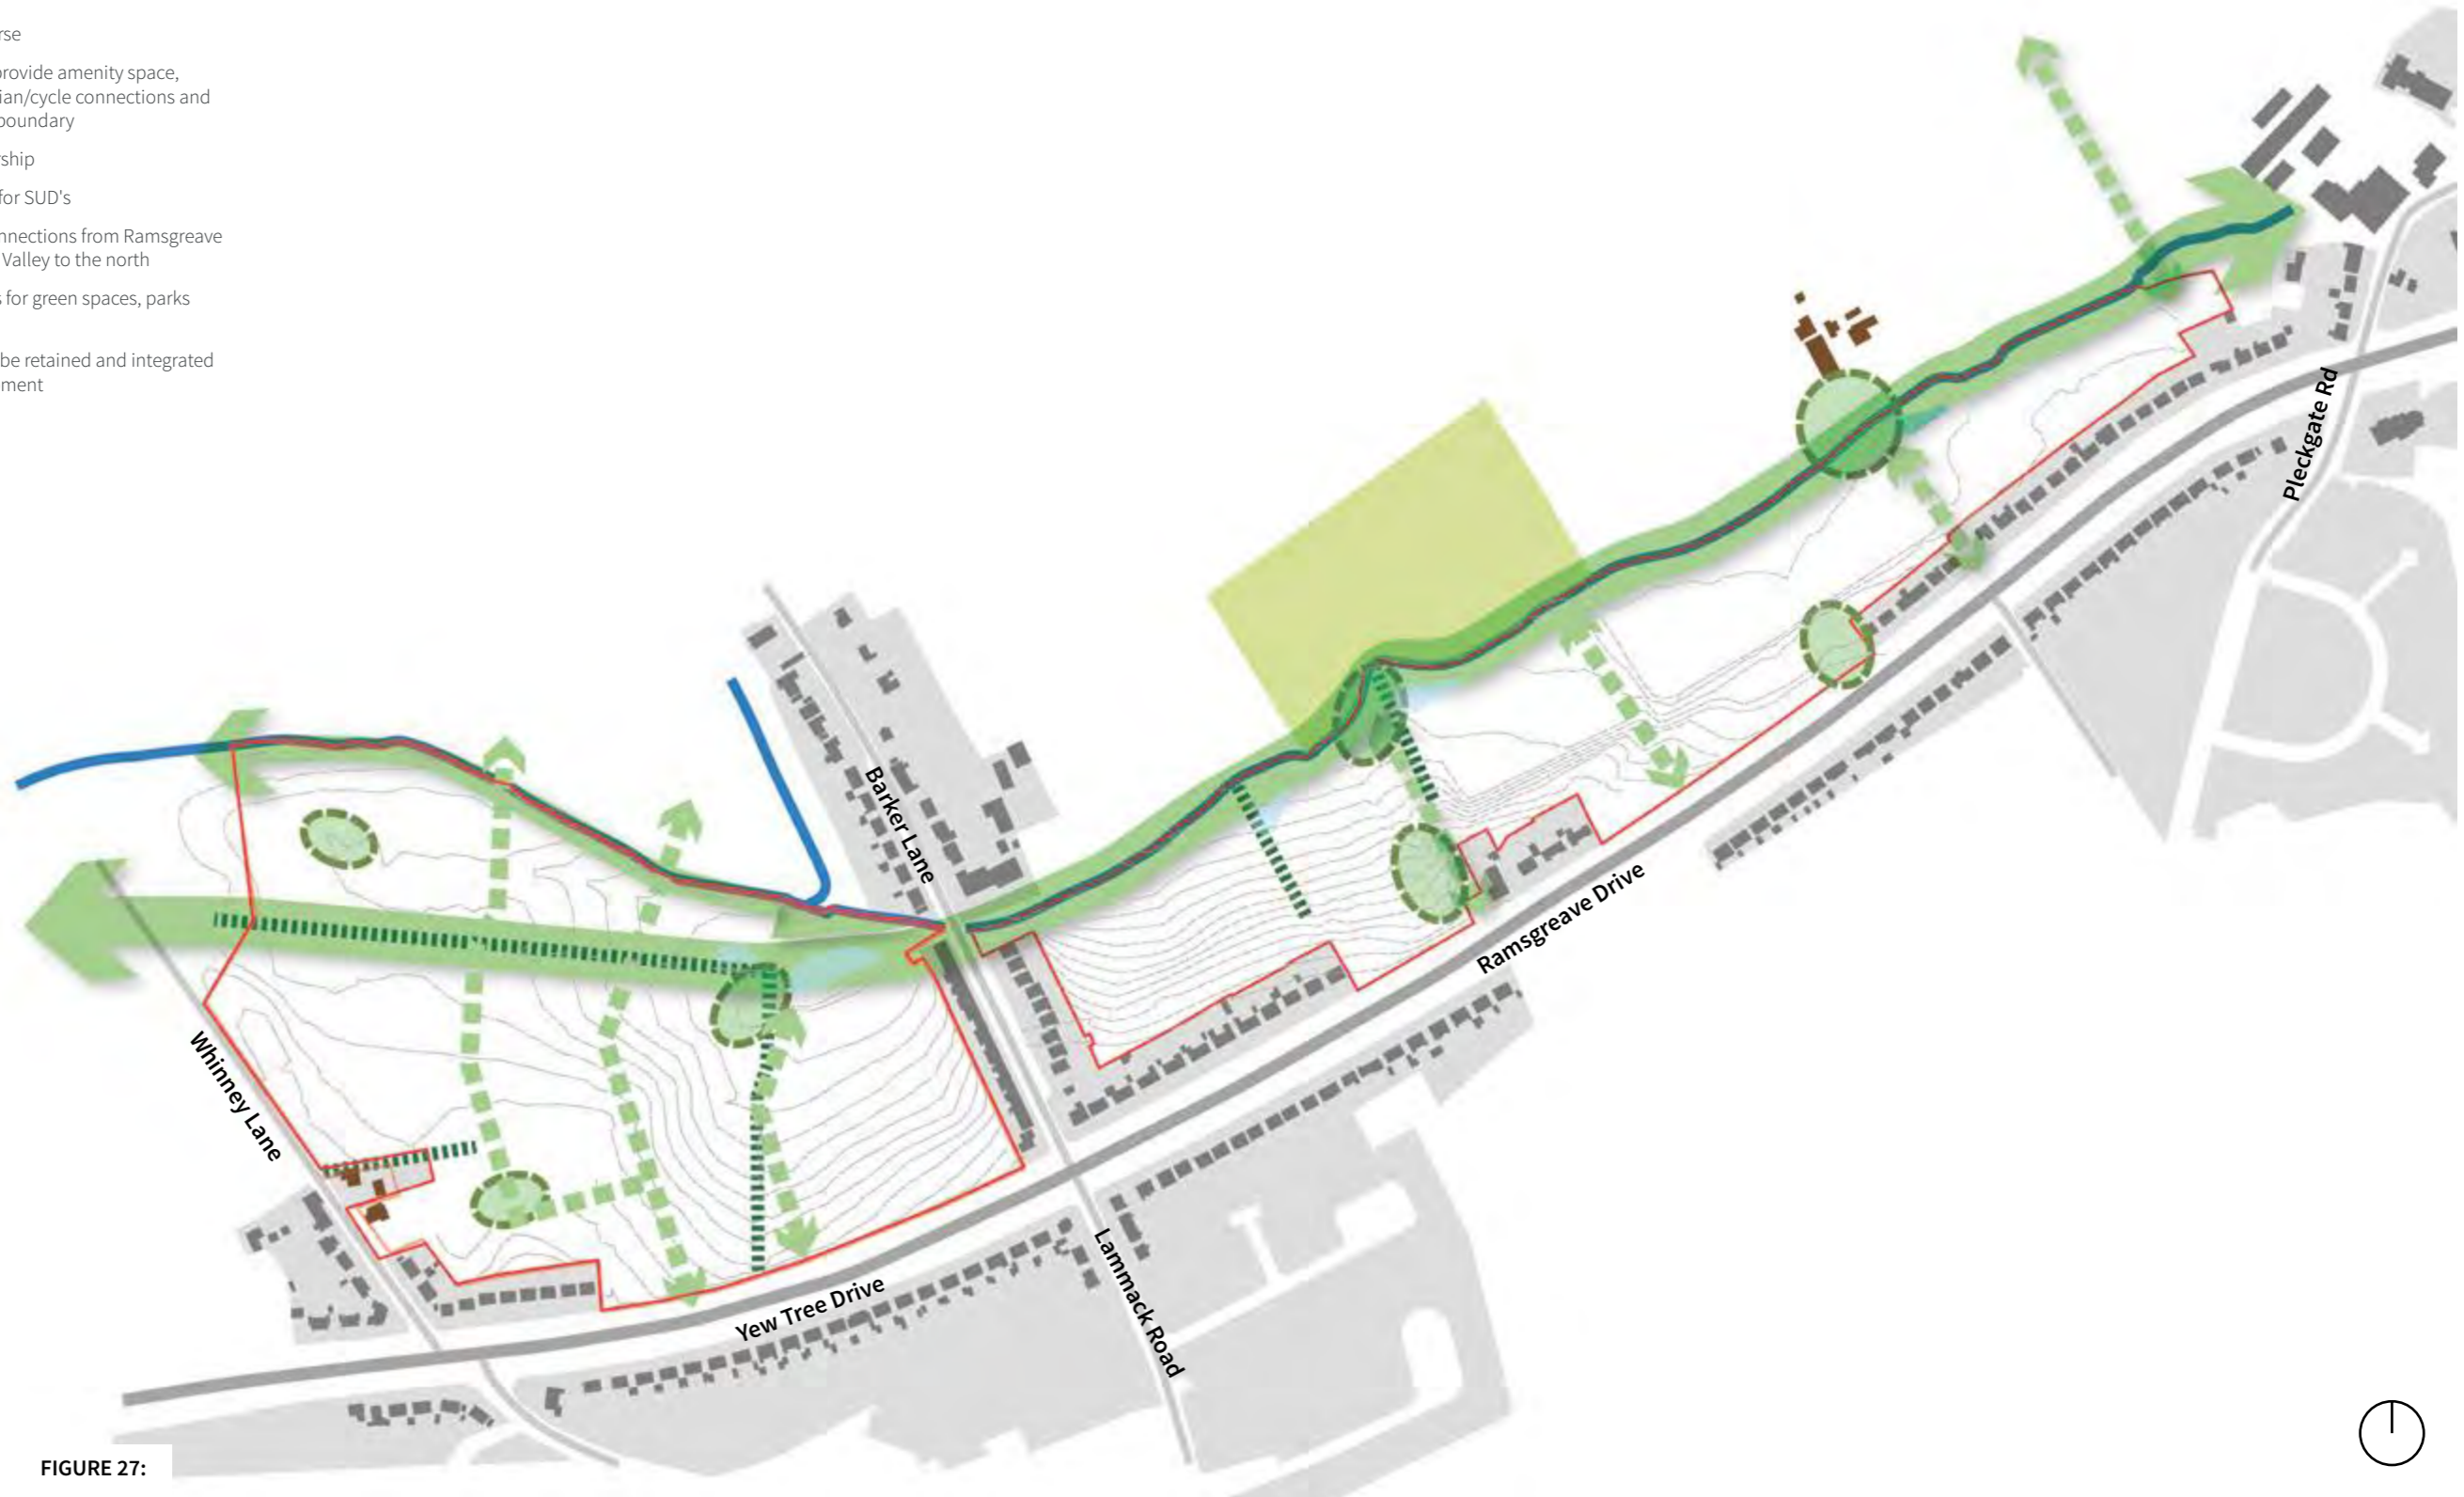 rse
provide amenity space,
ian/cycle connections and
boundary
rship
for SUD's
nnections from Ramsgreave
Valley to the north
s for green spaces, parks
be retained and integrated
ment
Pleckgate Rd
Barker Lane
Ramsgreave Drive
Whinney Lane
Yew Tree Drive
Lammack Road
FIGURE 27: